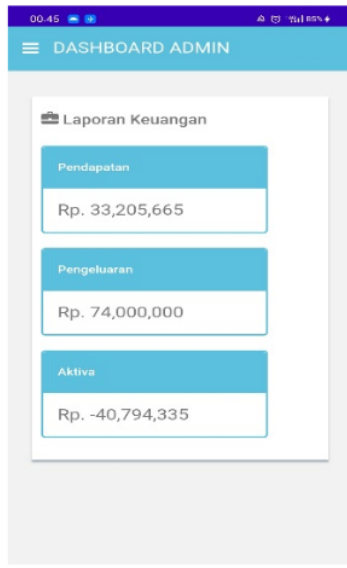 00.45 85%
DASHBOARD ADMIN
Laporan Keuangan
Pendapatan
Rp. 33,205,665
Pengeluaran
Rp. 74,000,000
Aktiva
Rp. -40,794,335